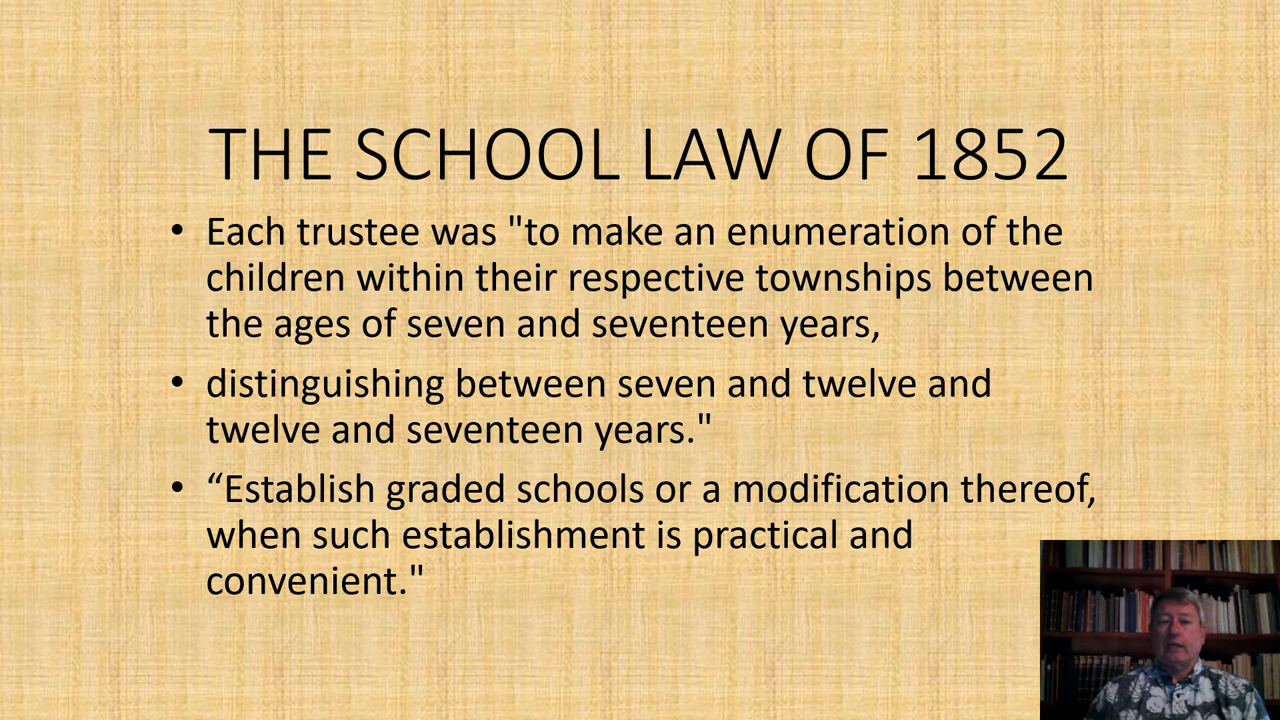 THE SCHOOL LAW OF 1852
• Each trustee was "to make an enumeration of the
children within their respective townships between
the ages of seven and seventeen years,
• distinguishing between seven and twelve and
twelve and seventeen years."
• “Establish graded schools or a modification thereof,
when such establishment is practical and
convenient."